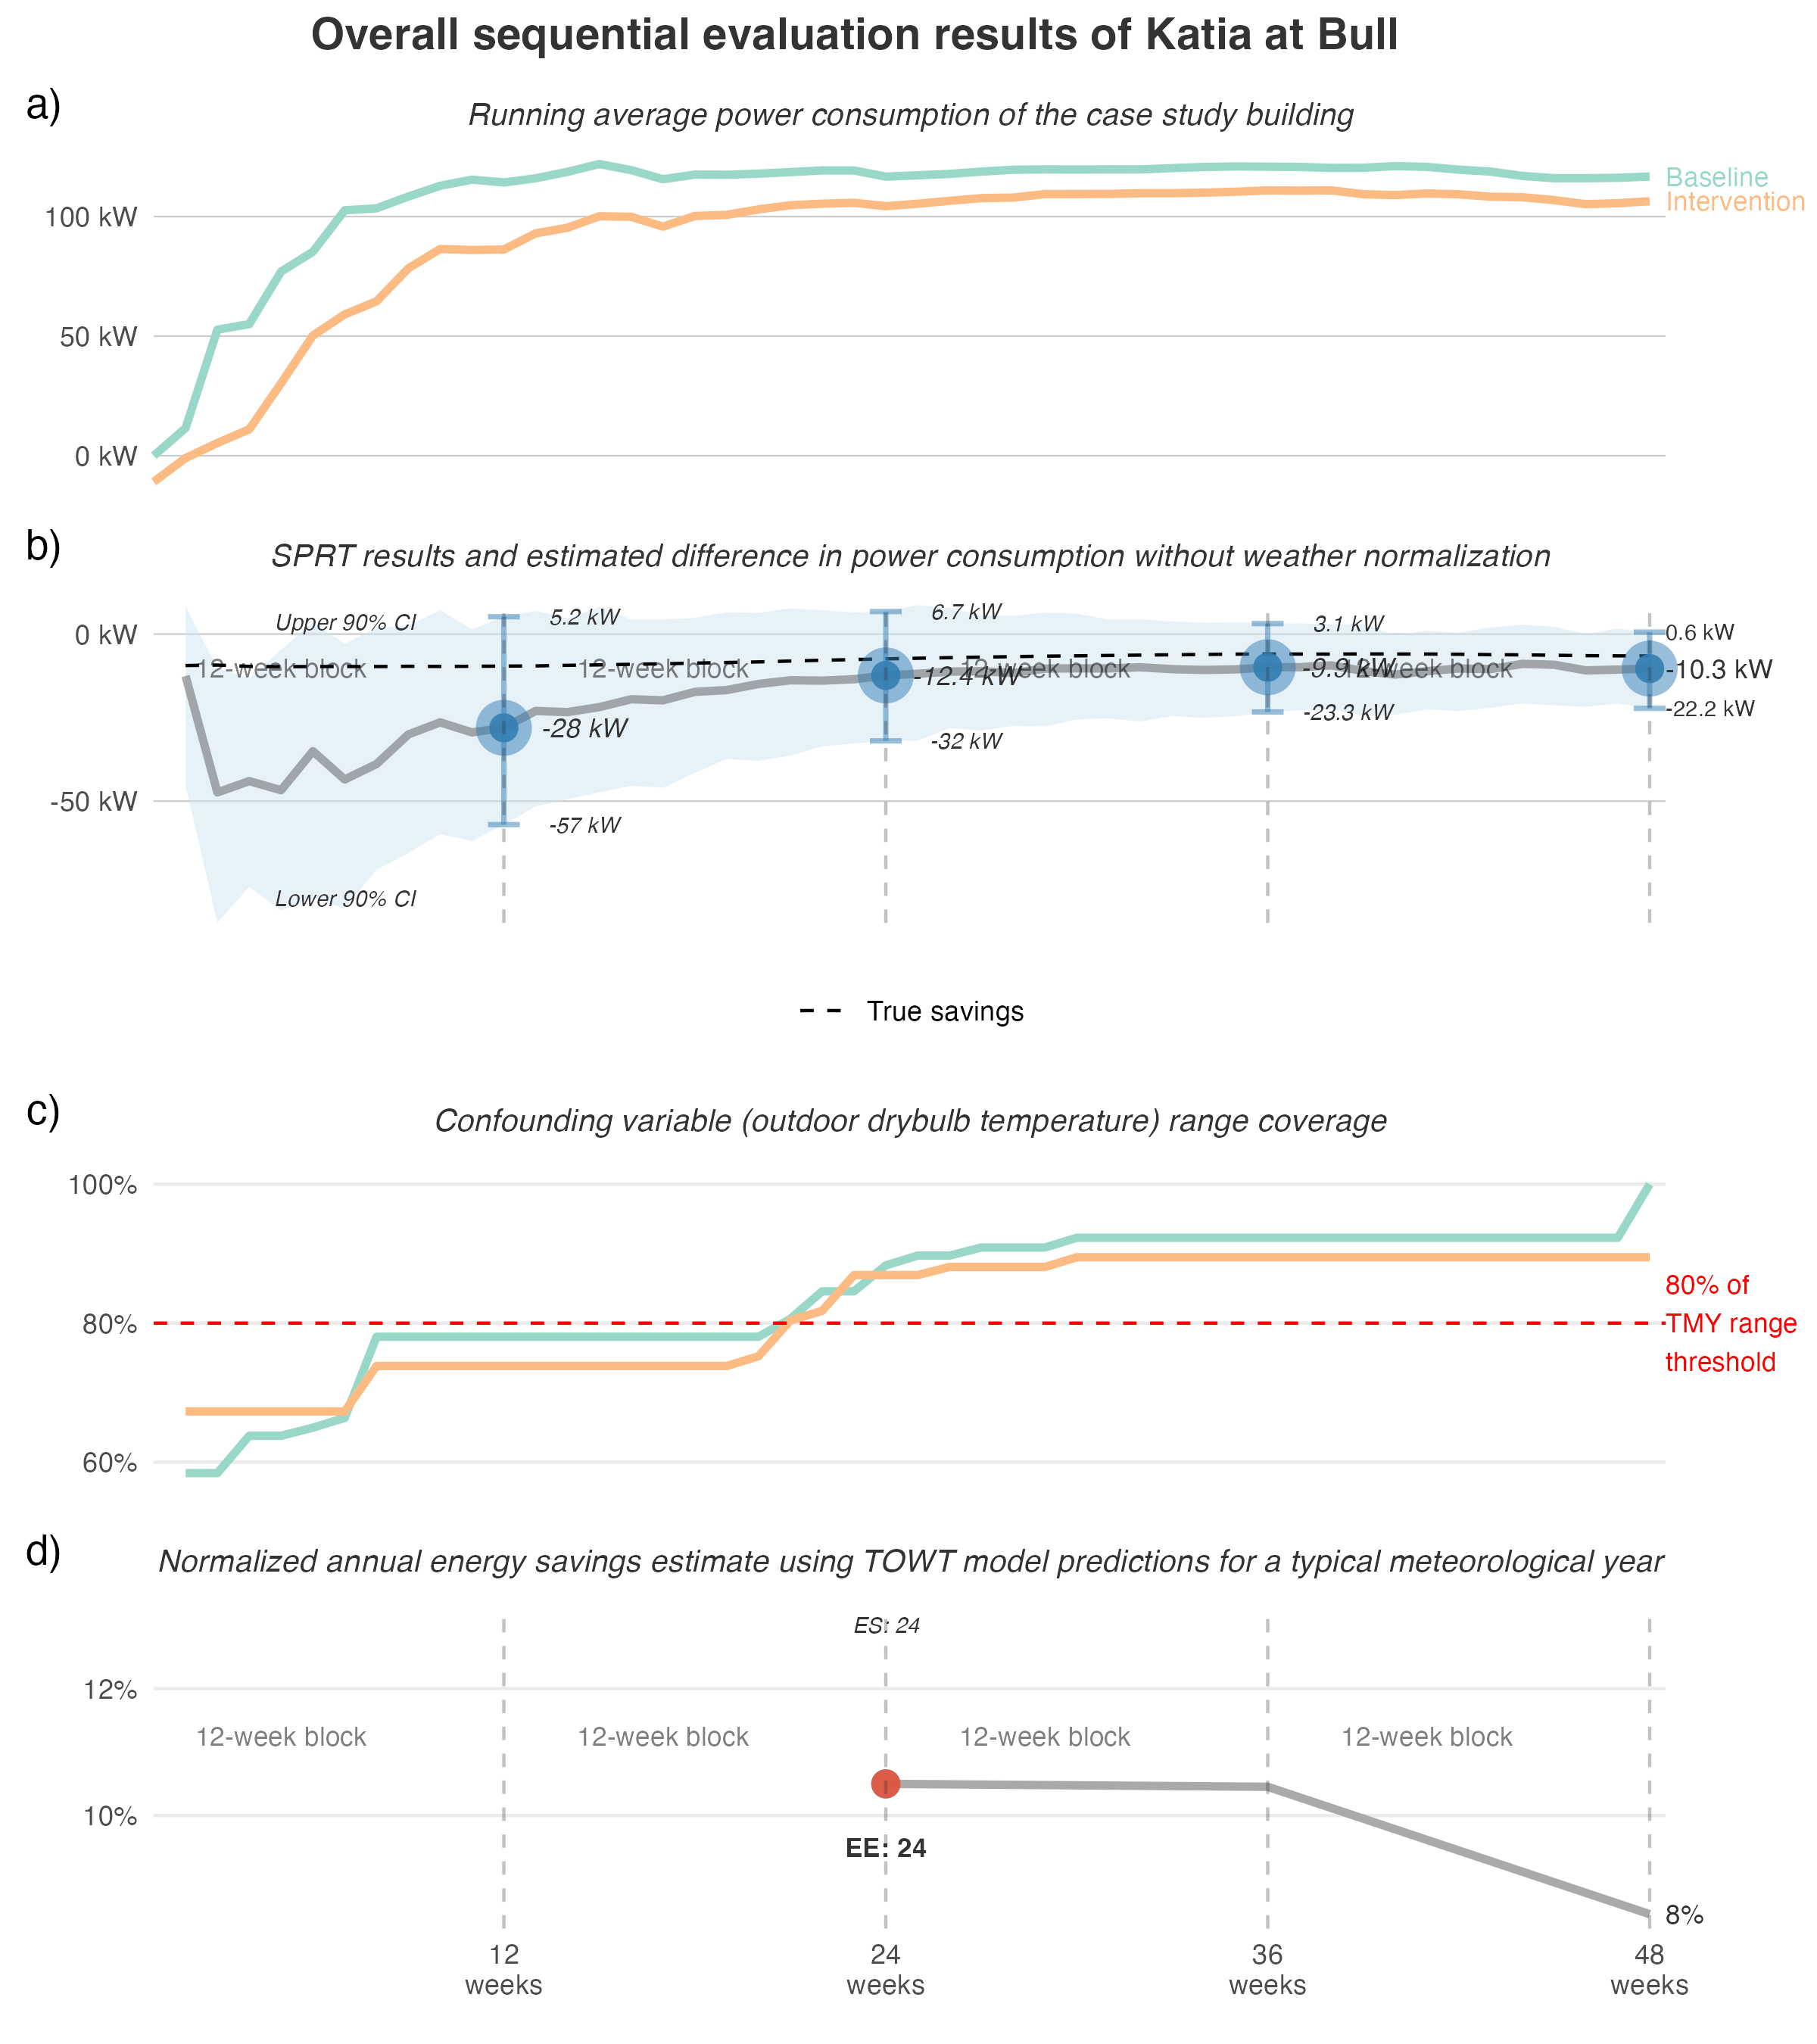 Overall sequential evaluation results of Katia at Bull
a)
Running average power consumption of the case study building
Baseline
Intervention
100 kW
50 kW
0 kW
b)
SPRT results and estimated difference in power consumption without weather normalization
Upper 90% CI
5.2 kW
6.7 kW
3.1 kW
0.6 kW
0 kW
12-week block
12-week block
12-week block
12-week block
-12.4 kW
-9.9 kW
-10.3 kW
-28 kW
-23.3 kW
-22.2 kW
-32 kW
-50 kW
-57 kW
Lower 90% CI
True savings
c)
Confounding variable (outdoor drybulb temperature) range coverage
100%
80%
60%
80% of
TMY range
threshold
d)
Normalized annual energy savings estimate using TOWT model predictions for a typical meteorological year
ES: 24
12%
12-week block
12-week block
12-week block
12-week block
10%
EE: 24
8%
12
weeks
24
weeks
36
weeks
48
weeks